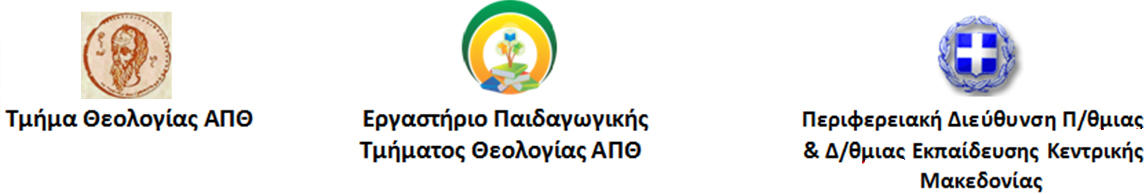 Τμήμα Θεολογίας ΑΠΘ
Εργαστήριο Παιδαγωγικής
Τμήματος Θεολογίας ΑΠΘ
Περιφερειακή Διεύθυνση Π/θμιας
& Δ/θμιας Εκπαίδευσης Κεντρικής
Μακεδονίας